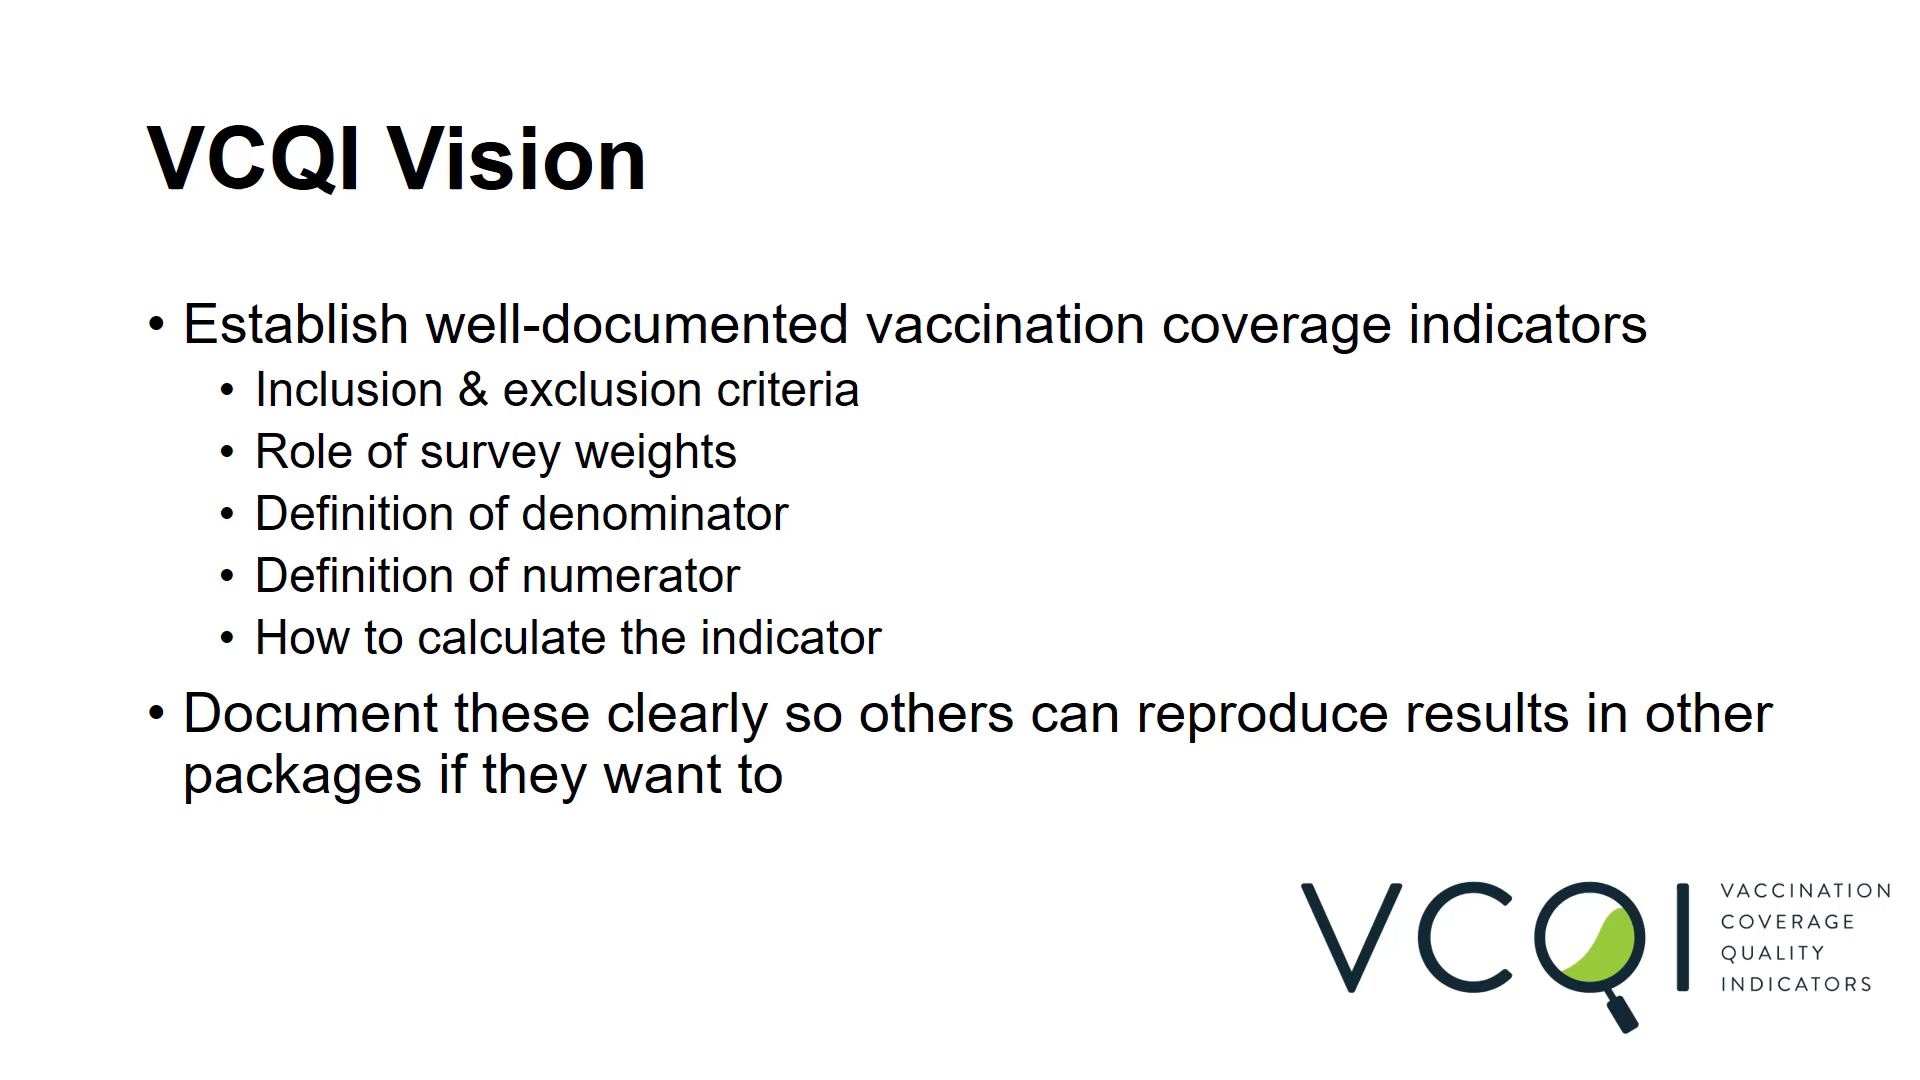 VCQI Vision
• Establish well-documented vaccination coverage indicators
• Inclusion & exclusion criteria
• Role of survey weights
• Definition of denominator
• Definition of numerator
• How to calculate the indicator
• Document these clearly so others can reproduce results in other
packages if they want to
VCQI
VACCINATION
COVERAGE
QUALITY
INDICATORS